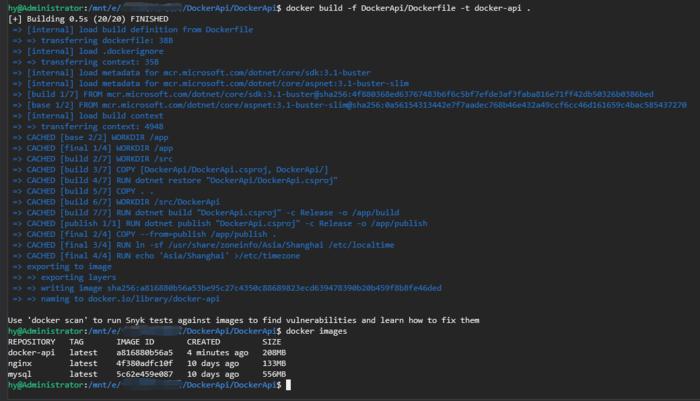 hy@Administrator:/mnt/e/ /DockerApi/DockerApi$ docker build -f DockerApi/Dockerfile -t docker-api .
[+] Building 0.5s (20/20) FINISHED
=> [internal] load build definition from Dockerfile
=> => transferring dockerfile: 38B
=> [internal] load .dockerignore
=> => transferring context: 35B
=> [internal] load metadata for mcr.microsoft.com/dotnet/core/sdk:3.1-buster
=> [internal] load metadata for mcr.microsoft.com/dotnet/core/aspnet:3.1-buster-slim
=> [build 1/7] FROM mcr.microsoft.com/dotnet/core/sdk:3.1-buster@sha256:4f880368ed63767483b6f6c5bf7efde3af3faba816e71ff42db50326b0386bed
=> [base 1/2] FROM mcr.microsoft.com/dotnet/core/aspnet:3.1-buster-slim@sha256:0a56154313442e7f7aadec768b46e432a49ccf6cc46d161659c4bac585437270
=> [internal] load build context
=> => transferring context: 494B
=> CACHED [base 2/2] WORKDIR /app
=> CACHED [final 1/4] WORKDIR /app
=> CACHED [build 2/7] WORKDIR /src
=> CACHED [build 3/7] COPY [DockerApi/DockerApi.csproj, DockerApi/]
=> CACHED [build 4/7] RUN dotnet restore "DockerApi/DockerApi.csproj"
=> CACHED [build 5/7] COPY . .
=> CACHED [build 6/7] WORKDIR /src/DockerApi
=> CACHED [build 7/7] RUN dotnet build "DockerApi.csproj" -c Release -o /app/build
=> CACHED [publish 1/1] RUN dotnet publish "DockerApi.csproj" -c Release -o /app/publish
=> CACHED [final 2/4] COPY --from=publish /app/publish .
=> CACHED [final 3/4] RUN ln -sf /usr/share/zoneinfo/Asia/Shanghai /etc/localtime
=> CACHED [final 4/4] RUN echo 'Asia/Shanghai' >/etc/timezone
=> exporting to image
=> => exporting layers
=> => writing image sha256:a816880b56a53be95c27c4350c88689823ecd639478390b20b459f8b8fe46ded
=> => naming to docker.io/library/docker-api
Use 'docker scan' to run Snyk tests against images to find vulnerabilities and learn how to fix them
hy@Administrator:/mnt/e/ /DockerApi/DockerApi$ docker images
REPOSITORY TAG IMAGE ID CREATED SIZE
docker-api latest a816880b56a5 4 minutes ago 208MB
nginx latest 4f380adfc10f 10 days ago 133MB
mysql latest 5c62e459e087 10 days ago 556MB
hy@Administrator:/mnt/e/ /DockerApi/DockerApi$